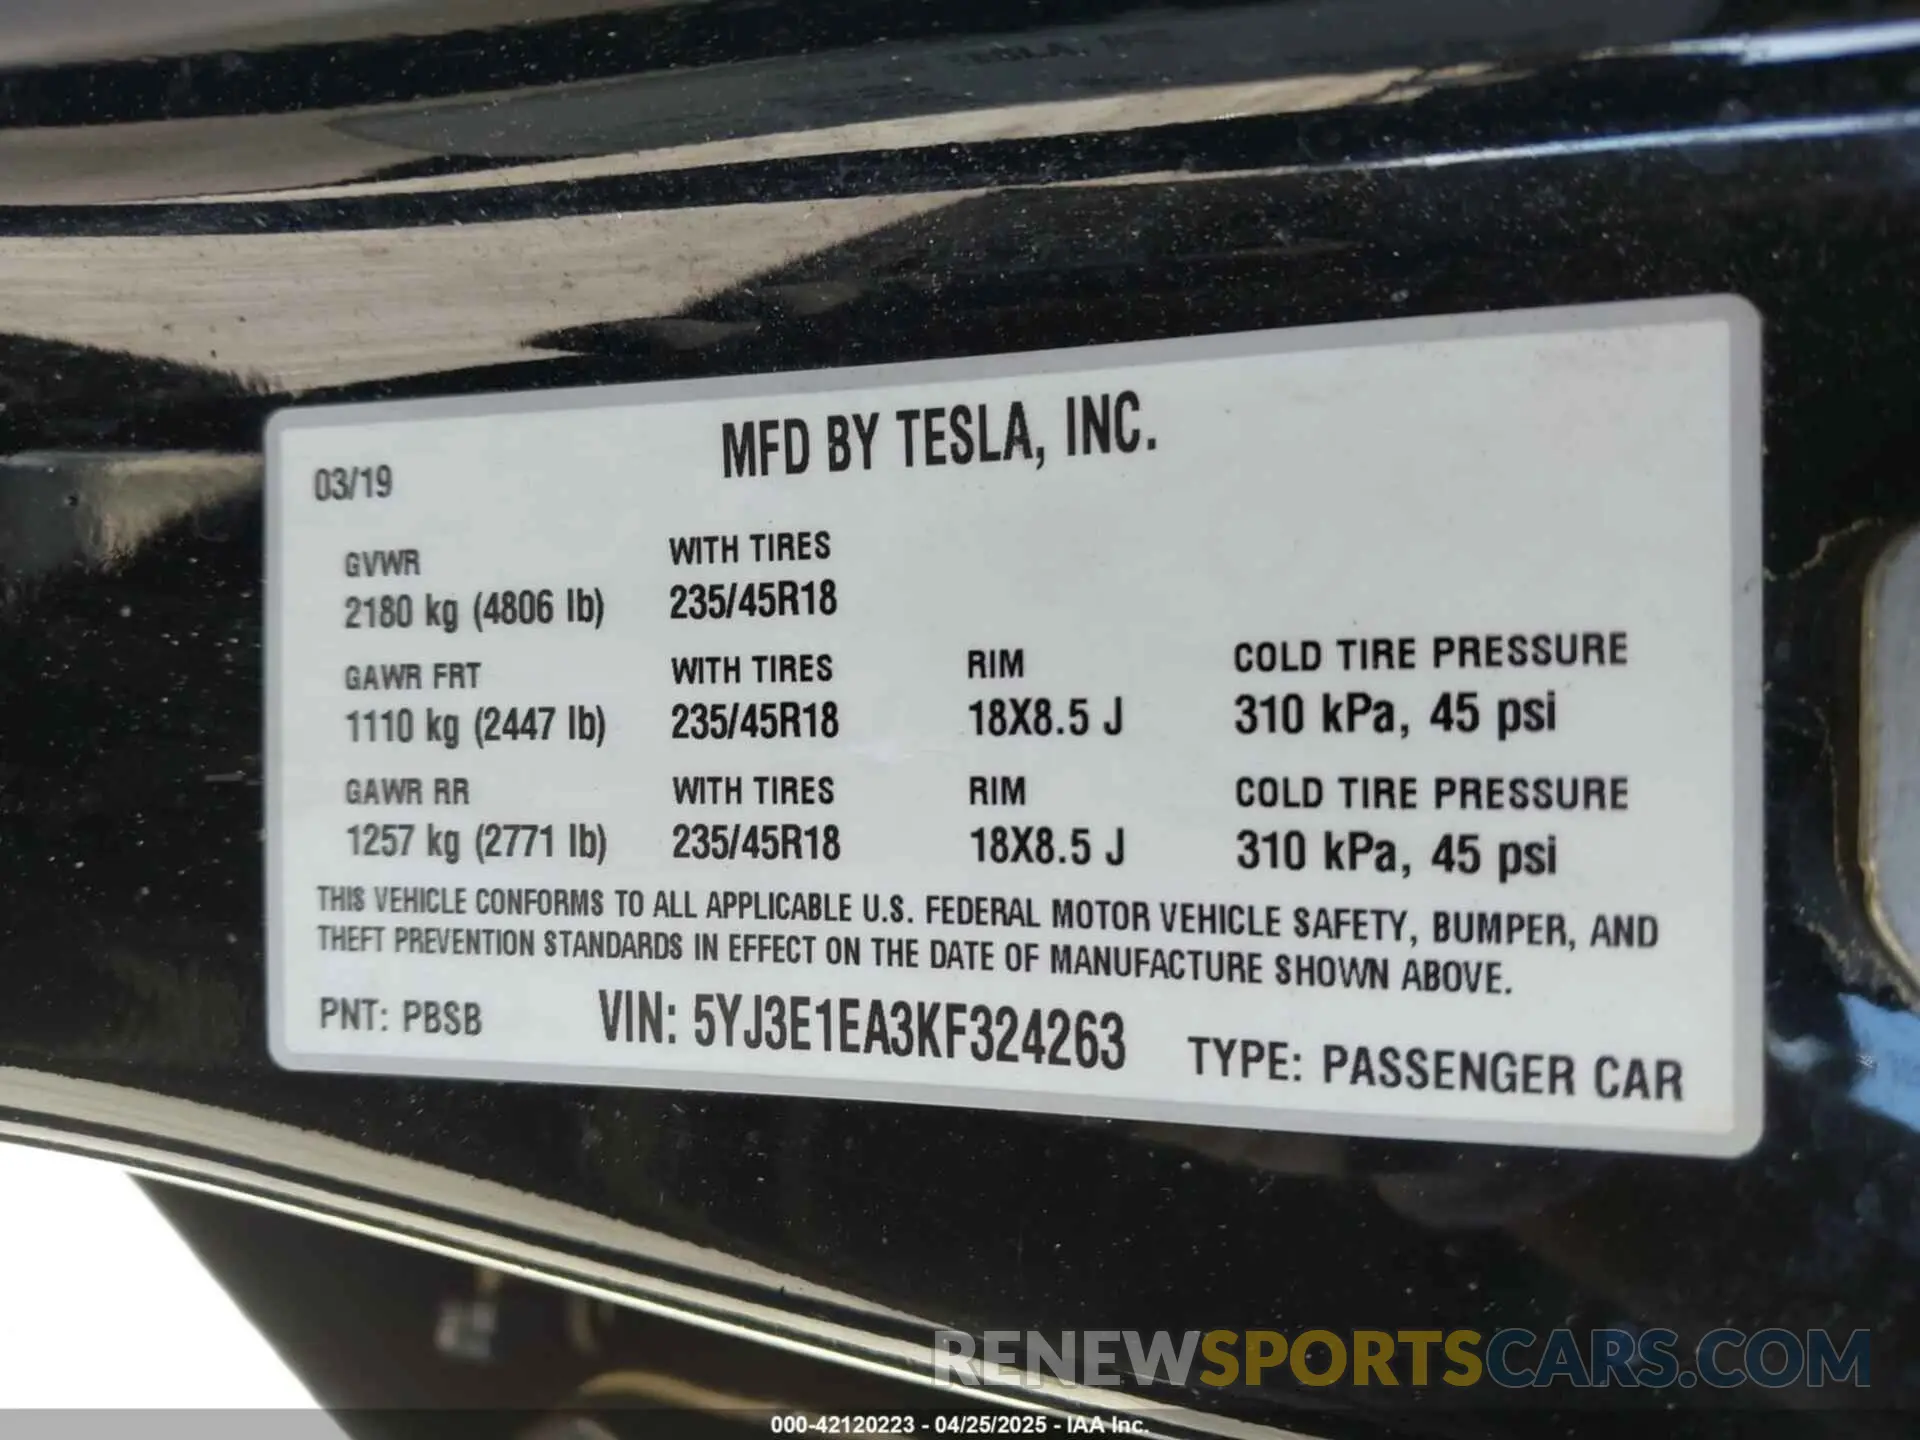 MFD BY TESLA, INC.
03/19
GVWR WITH TIRES
2180 kg (4806 lb) 235/45R18
GAWR FRT WITH TIRES RIM COLD TIRE PRESSURE
1110 kg (2447 lb) 235/45R18 18X8.5 J 310 kPa, 45 psi
GAWR RR WITH TIRES RIM COLD TIRE PRESSURE
1257 kg (2771 lb) 235/45R18 18X8.5 J 310 kPa, 45 psi
THIS VEHICLE CONFORMS TO ALL APPLICABLE U.S. FEDERAL MOTOR VEHICLE SAFETY, BUMPER, AND
THEFT PREVENTION STANDARDS IN EFFECT ON THE DATE OF MANUFACTURE SHOWN ABOVE.
PNT: PBSB VIN: 5YJ3E1EA3KF324263 TYPE: PASSENGER CAR
RENEWSPORTSCARS.COM
000-42120223 - 04/25/2025 - IAA Inc.